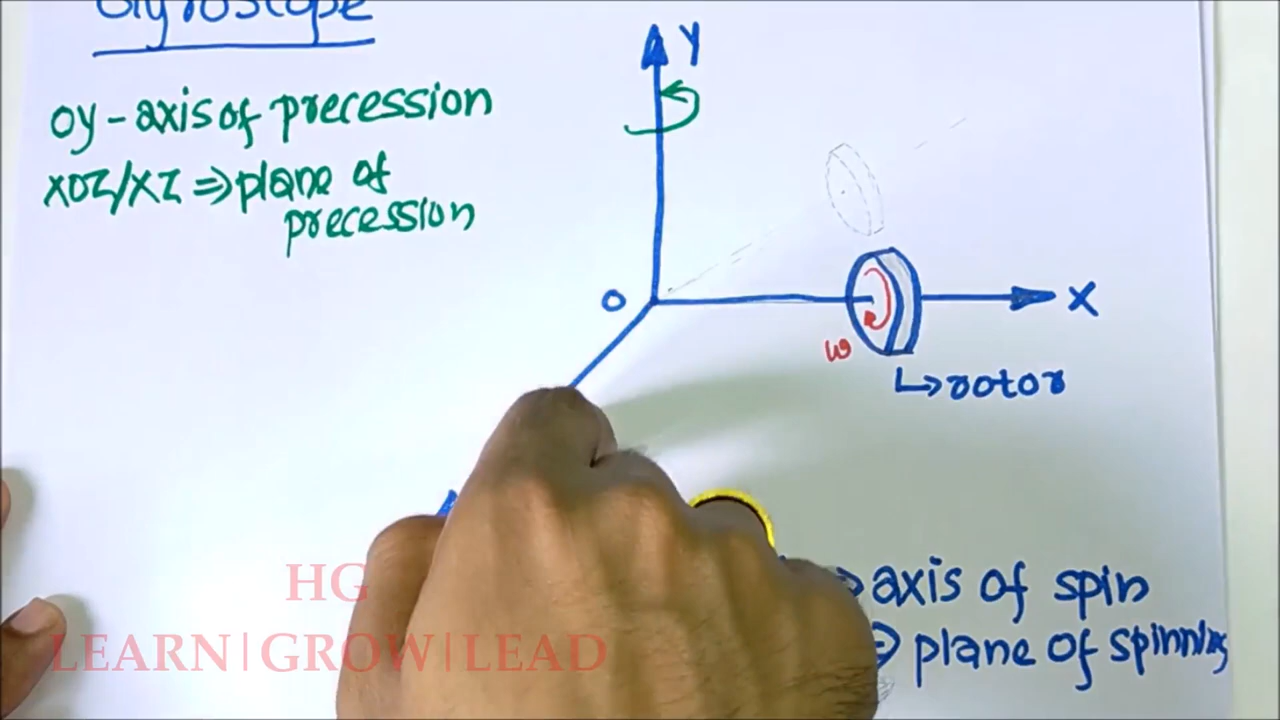 Gyroscope
oy - axis of precession
XOZ/XZ ⇒ plane of
precession
Y
O
X
ω
↳ rotor
⇒ axis of spin
⇒ plane of spinning
HG
LEARN|GROW|LEAD